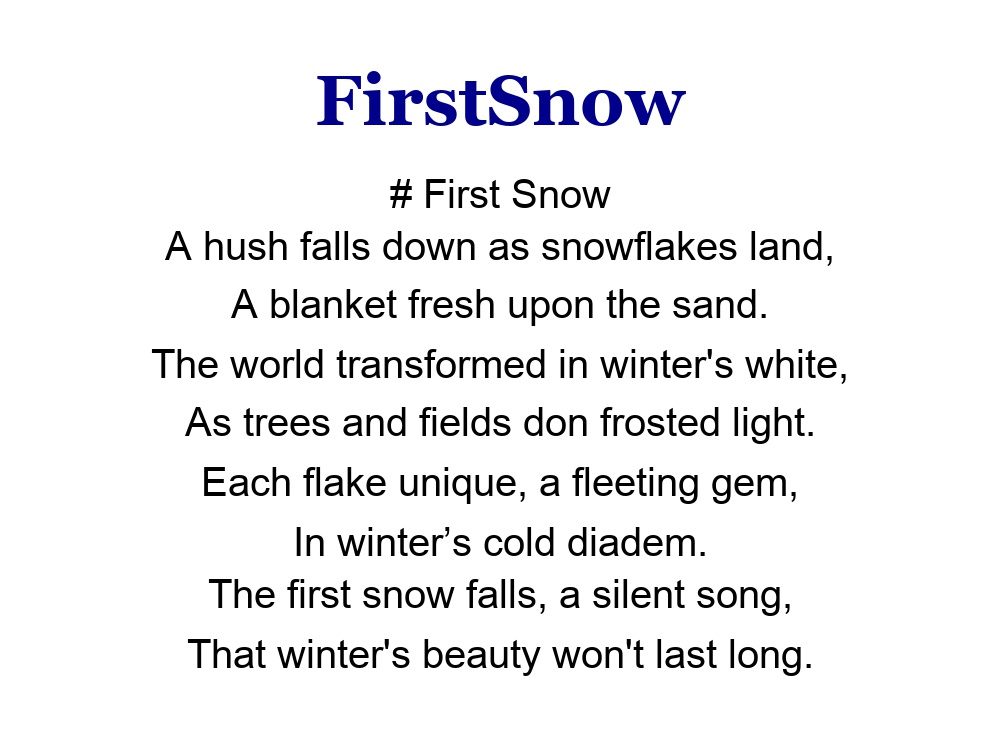 FirstSnow
# First Snow
A hush falls down as snowflakes land,
A blanket fresh upon the sand.
The world transformed in winter's white,
As trees and fields don frosted light.
Each flake unique, a fleeting gem,
In winter’s cold diadem.
The first snow falls, a silent song,
That winter's beauty won't last long.